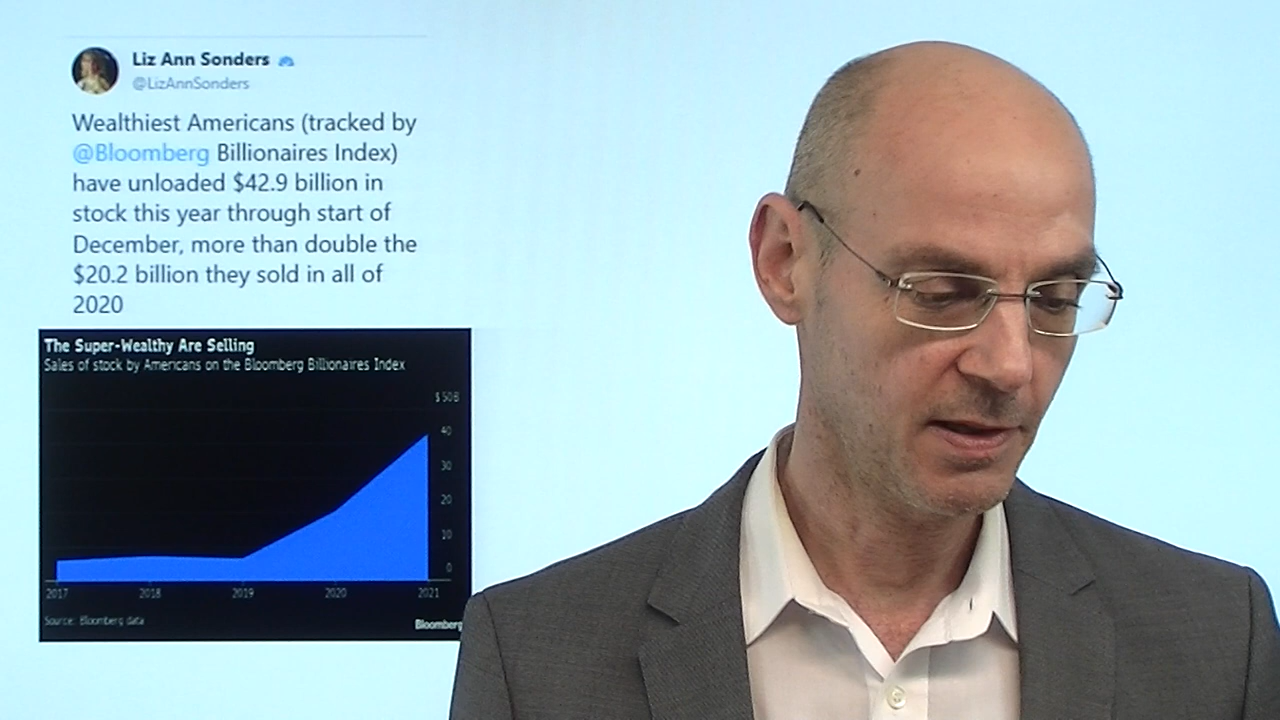 Liz Ann Sonders
@LizAnnSonders
Wealthiest Americans (tracked by
@Bloomberg Billionaires Index)
have unloaded $42.9 billion in
stock this year through start of
December, more than double the
$20.2 billion they sold in all of
2020
The Super-Wealthy Are Selling
Sales of stock by Americans on the Bloomberg Billionaires Index
$50B
40
30
20
10
0
2017 2018 2019 2020 2021
Source: Bloomberg data
Bloomberg